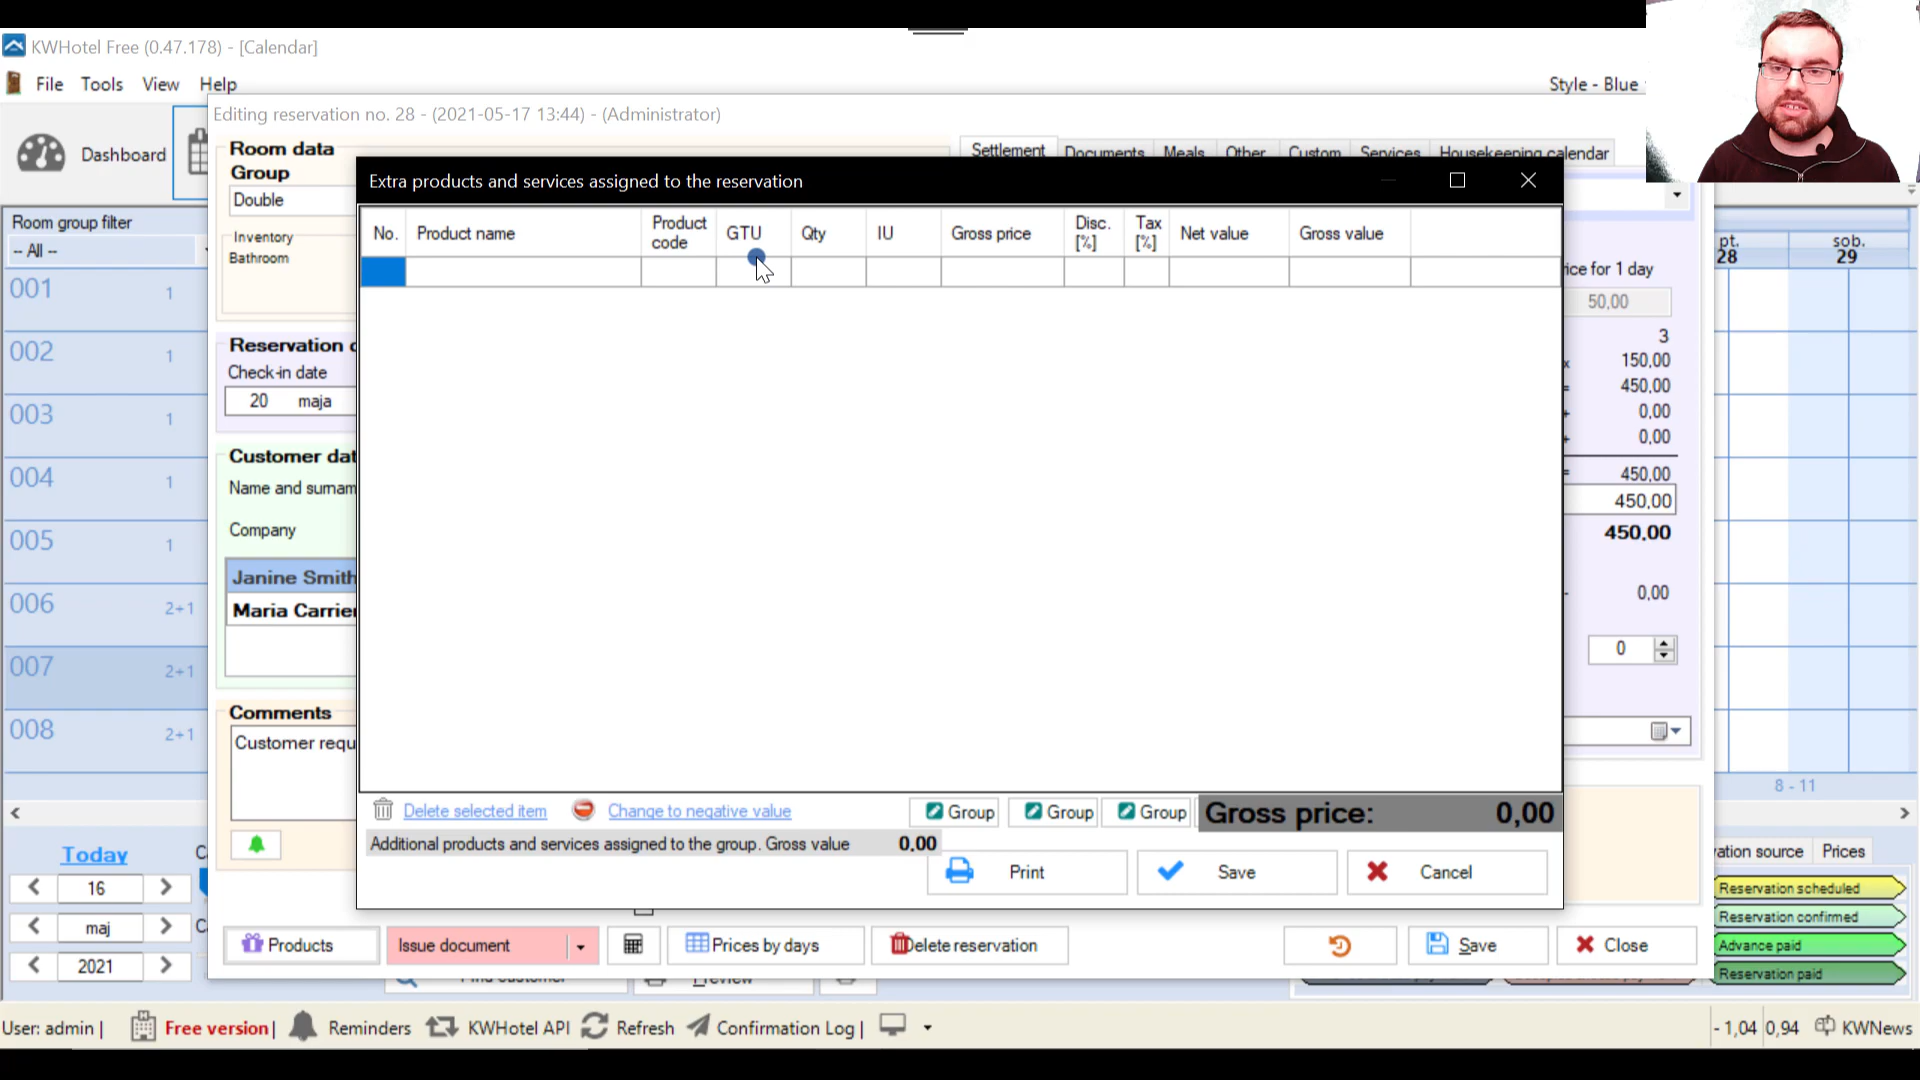 KWHotel Free (0.47.178) - [Calendar]
File Tools View Help
Style - Blue
Editing reservation no. 28 - (2021-05-17 13:44) - (Administrator)
Dashboard
Room data
Group
Double
Inventory
Bathroom
Settlement Documents Meals Other Custom Services Housekeeping calendar
Extra products and services assigned to the reservation
No. Product name Product code GTU Qty IU Gross price Disc. [%] Tax [%] Net value Gross value
Room group filter
-- All --
001 1
002 1
003 1
004 1
005 1
006 2+1
007 2+1
008 2+1
pt. 28
sob. 29
ice for 1 day
50,00
3
x 150,00
= 450,00
+ 0,00
+ 0,00
= 450,00
450,00
450,00
- 0,00
0
Reservation
Check-in date
20 maja
Customer dat
Name and surnam
Company
Janine Smith
Maria Carrier
Comments
Customer requ
8 - 11
Delete selected item Change to negative value
Group Group Group
Gross price: 0,00
Additional products and services assigned to the group. Gross value 0.00
Print Save Cancel
Today
16
maj
2021
Products Issue document Prices by days Delete reservation Save Close
ation source Prices
Reservation scheduled
Reservation confirmed
Advance paid
Reservation paid
User: admin | Free version | Reminders KWHotel API Refresh Confirmation Log |
- 1,04 0,94 KWNews